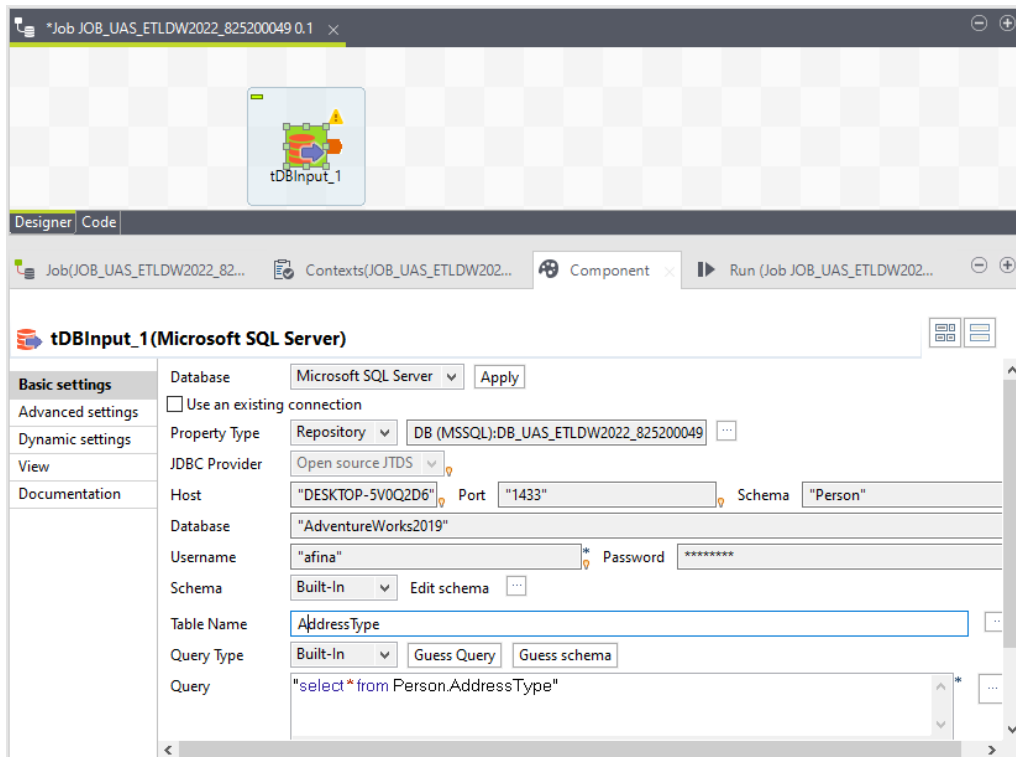 *Job JOB_UAS_ETLDW2022_825200049 0.1
tDBInput_1
Designer Code
Job(JOB_UAS_ETLDW2022_82... Contexts(JOB_UAS_ETLDW202... Component Run (Job JOB_UAS_ETLDW202...
tDBInput_1(Microsoft SQL Server)
Basic settings
Advanced settings
Dynamic settings
View
Documentation
Database Microsoft SQL Server Apply
Use an existing connection
Property Type Repository DB (MSSQL):DB_UAS_ETLDW2022_825200049 ...
JDBC Provider Open source JTDS
Host "DESKTOP-5V0Q2D6" Port "1433" Schema "Person"
Database "AdventureWorks2019"
Username "afina" * Password ********
Schema Built-In Edit schema ...
Table Name AddressType ...
Query Type Built-In Guess Query Guess schema
Query "select * from Person.AddressType" * ...